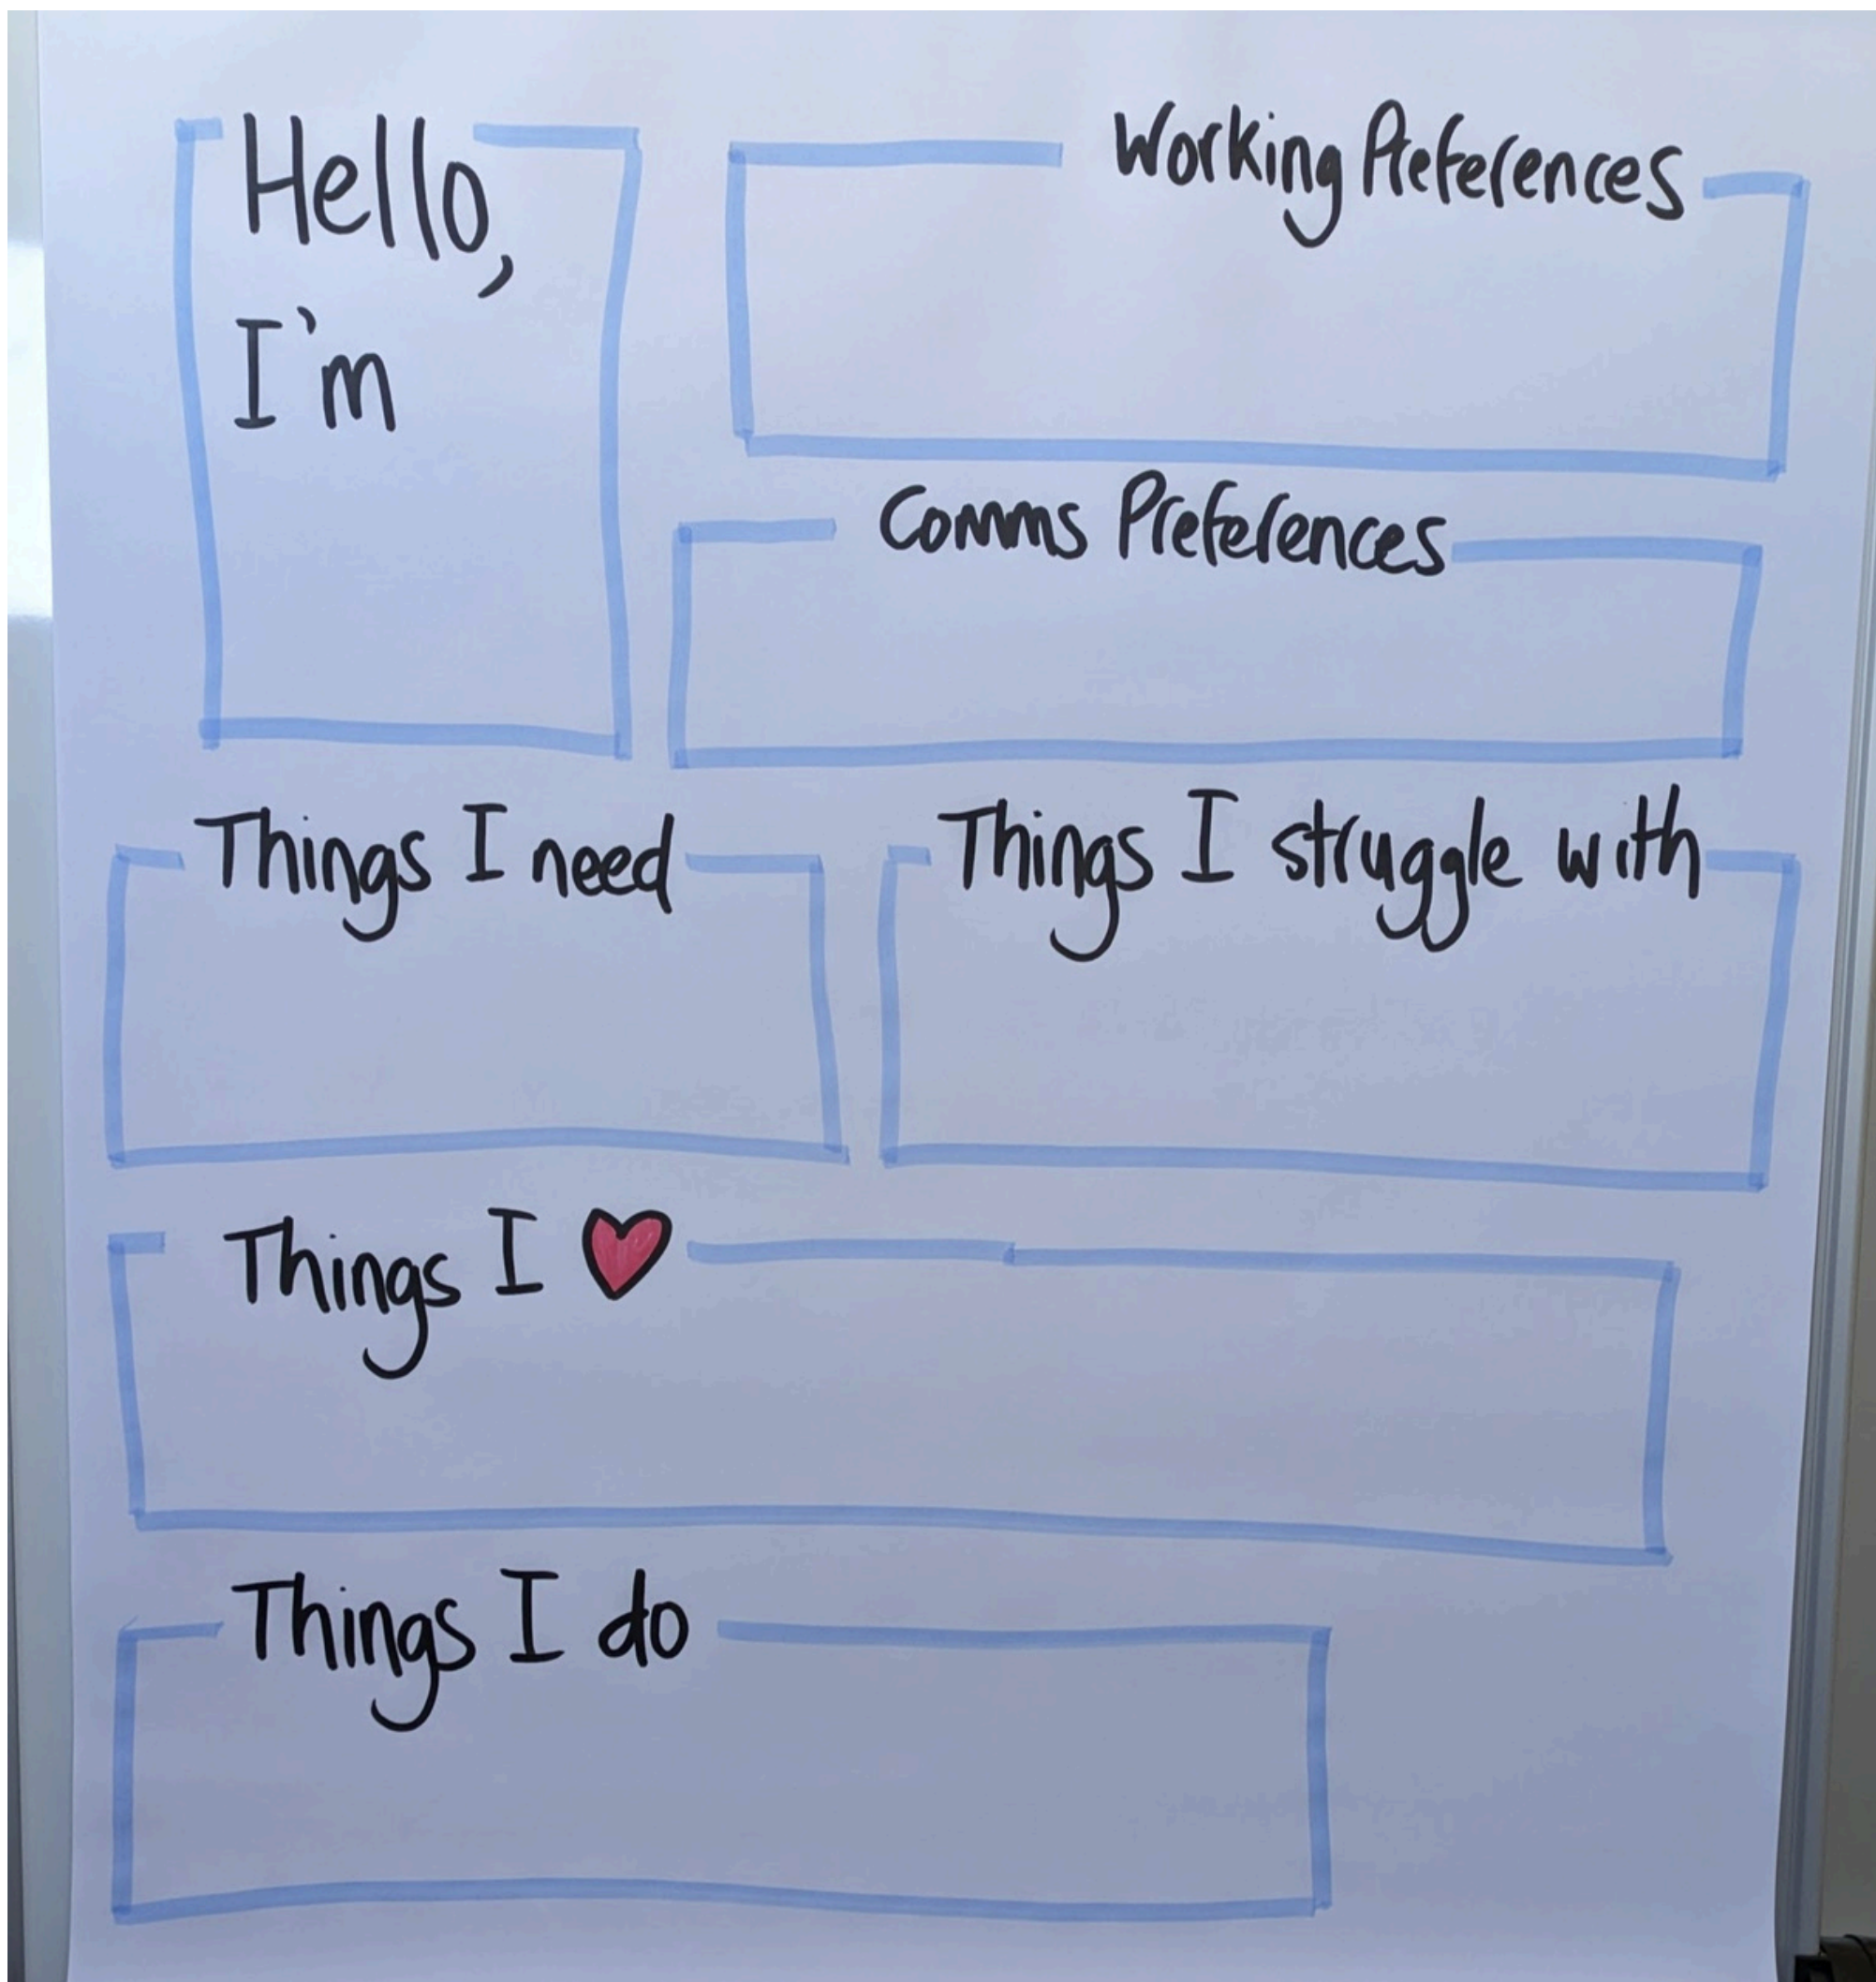 Hello,
I'm
Working Preferences
Comms Preferences
Things I need
Things I struggle with
Things I ❤
Things I do